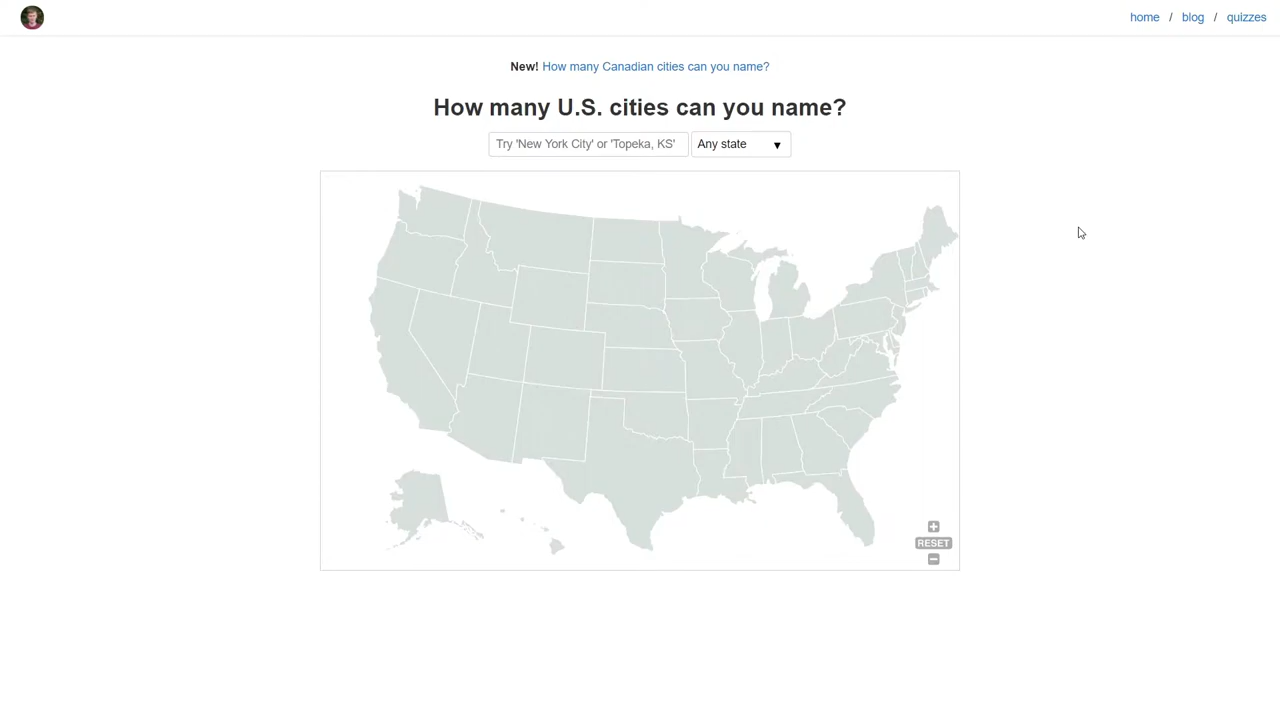 home / blog / quizzes
New! How many Canadian cities can you name?
How many U.S. cities can you name?
Try 'New York City' or 'Topeka, KS' Any state
RESET